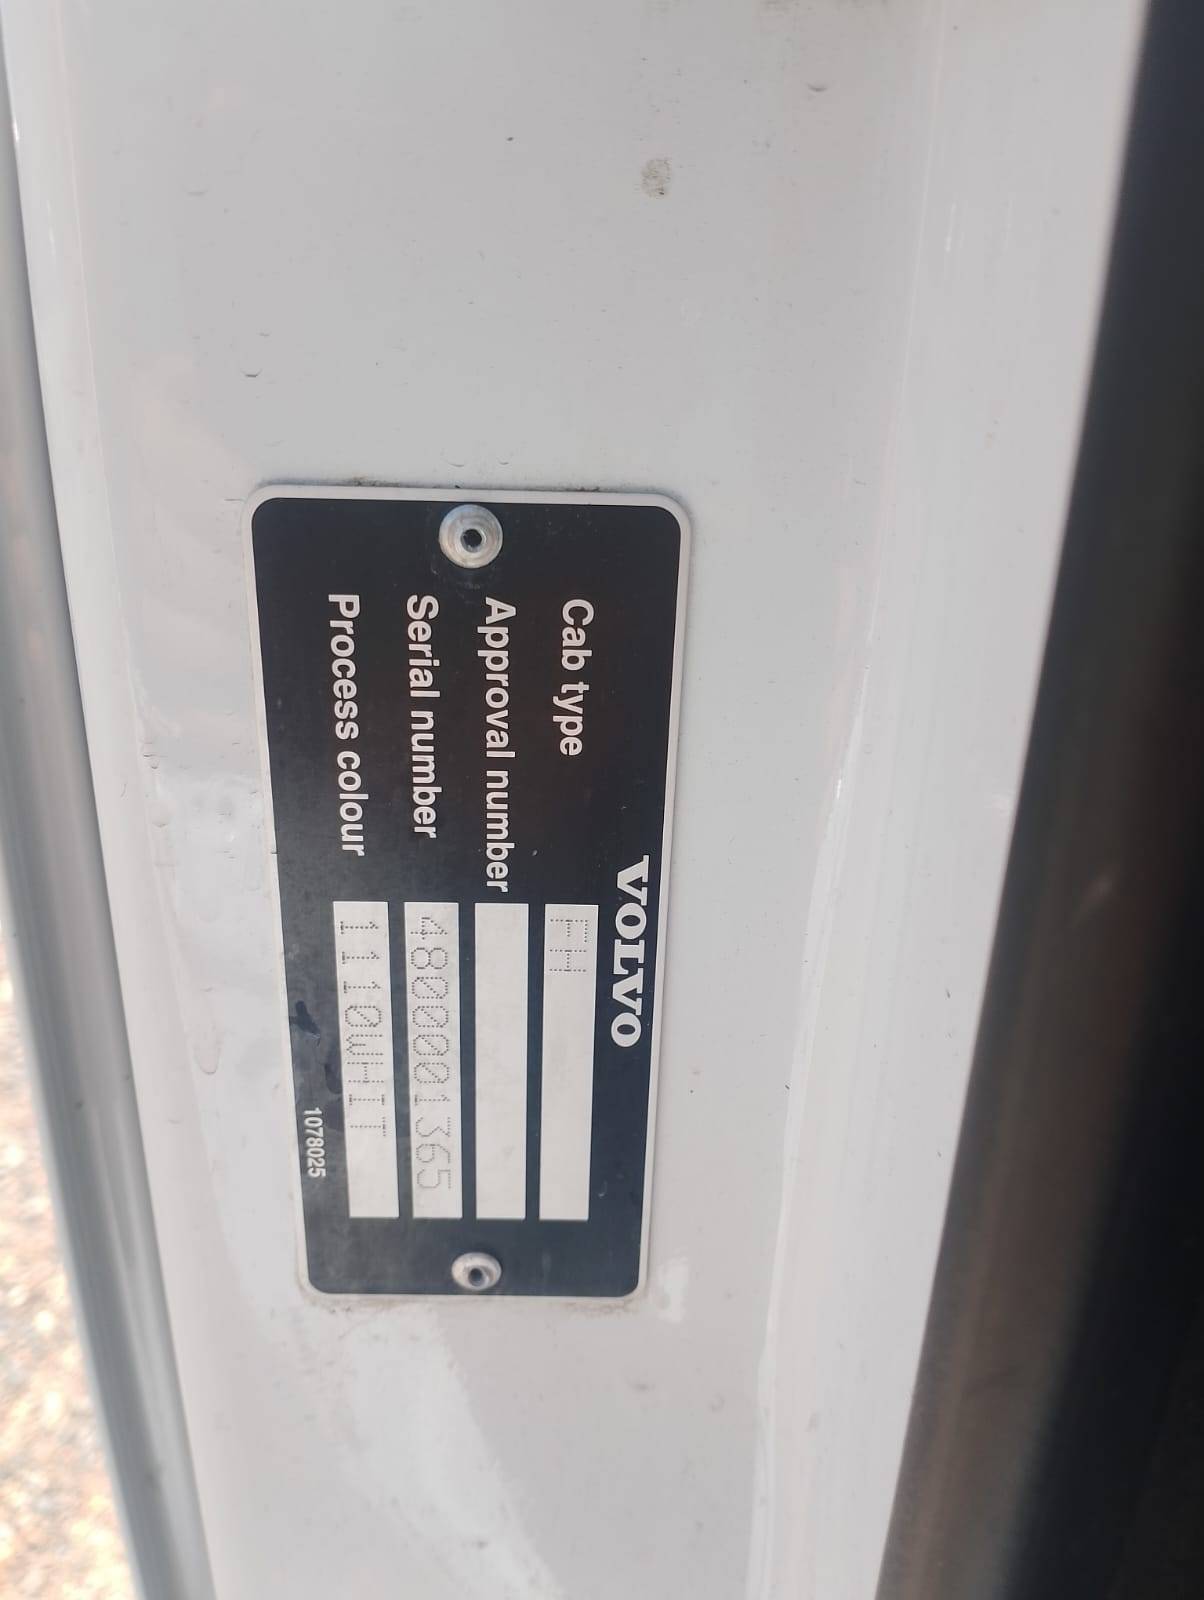 VOLVO
Cab type FH
Approval number
Serial number 4800001365
Process colour 1110WHIT
1078025